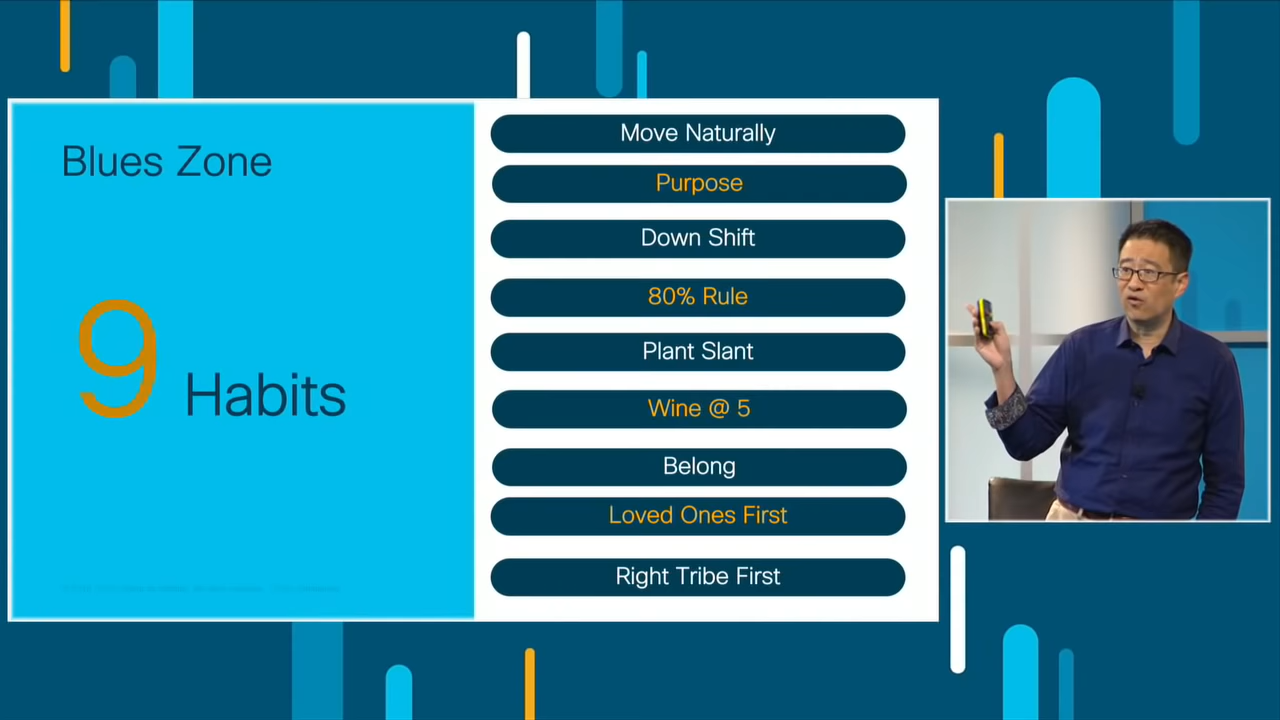 Blues Zone
9 Habits
Move Naturally
Purpose
Down Shift
80% Rule
Plant Slant
Wine @ 5
Belong
Loved Ones First
Right Tribe First